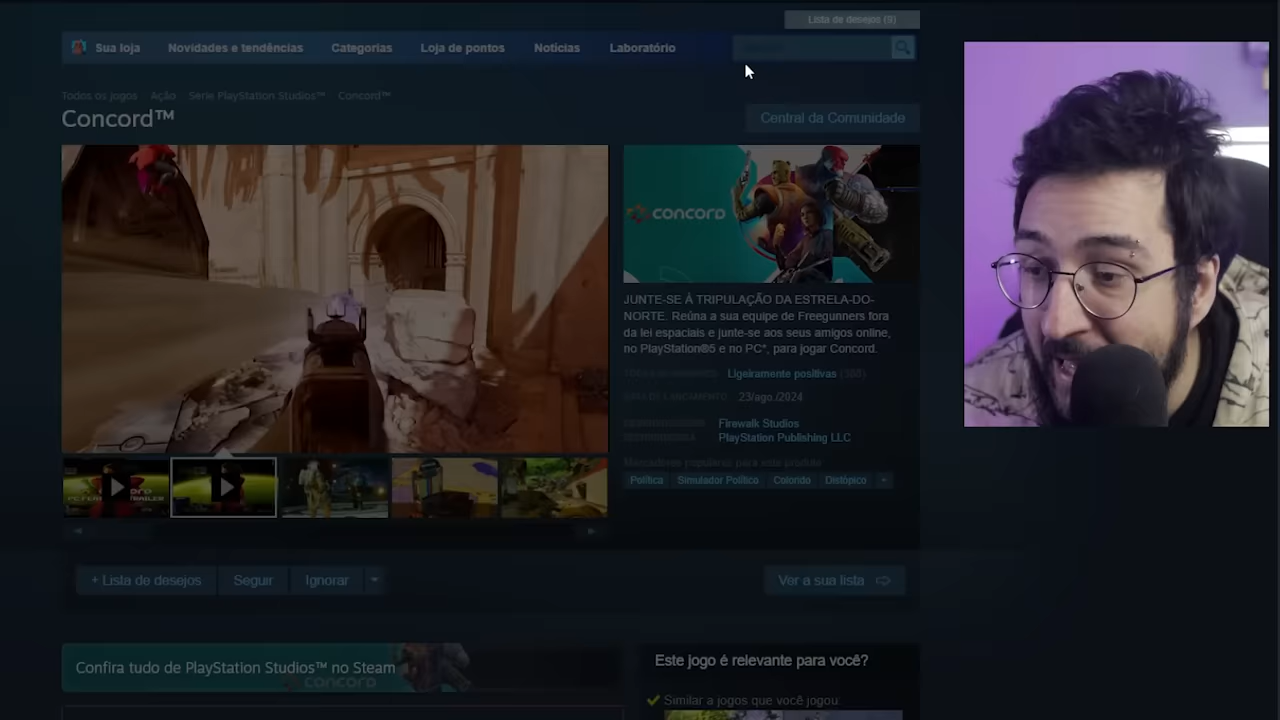 Lista de desejos (9)
Sua loja Novidades e tendências Categorias Loja de pontos Notícias Laboratório
Todos os jogos Ação Série PlayStation Studios™ Concord™
Concord™
Central da Comunidade
CONCORD
JUNTE-SE À TRIPULAÇÃO DA ESTRELA-DO-
NORTE. Reúna a sua equipe de Freegunners fora
da lei espaciais e junte-se aos seus amigos online,
no PlayStation®5 e no PC*, para jogar Concord.
Ligeiramente positivas
23/ago./2024
Firewalk Studios
PlayStation Publishing LLC
Marcadores populares para este produto
Política Simulador Político Colorido Distópico
+ Lista de desejos Seguir Ignorar Ver a sua lista
Confira tudo de PlayStation Studios™ no Steam
CONCORD
Este jogo é relevante para você?
Similar a jogos que você jogou: